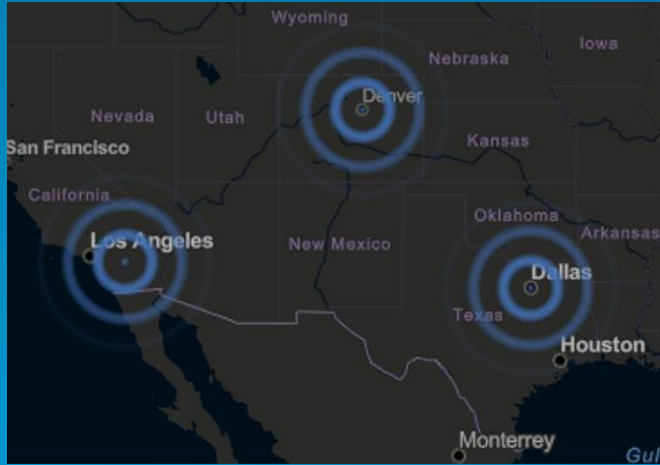 Wyoming
Iowa
Nebraska
Denver
Nevada
Utah
Kansas
San Francisco
California
Oklahoma
Arkansas
Los Angeles
New Mexico
Dallas
Texas
Houston
Monterrey
Gul